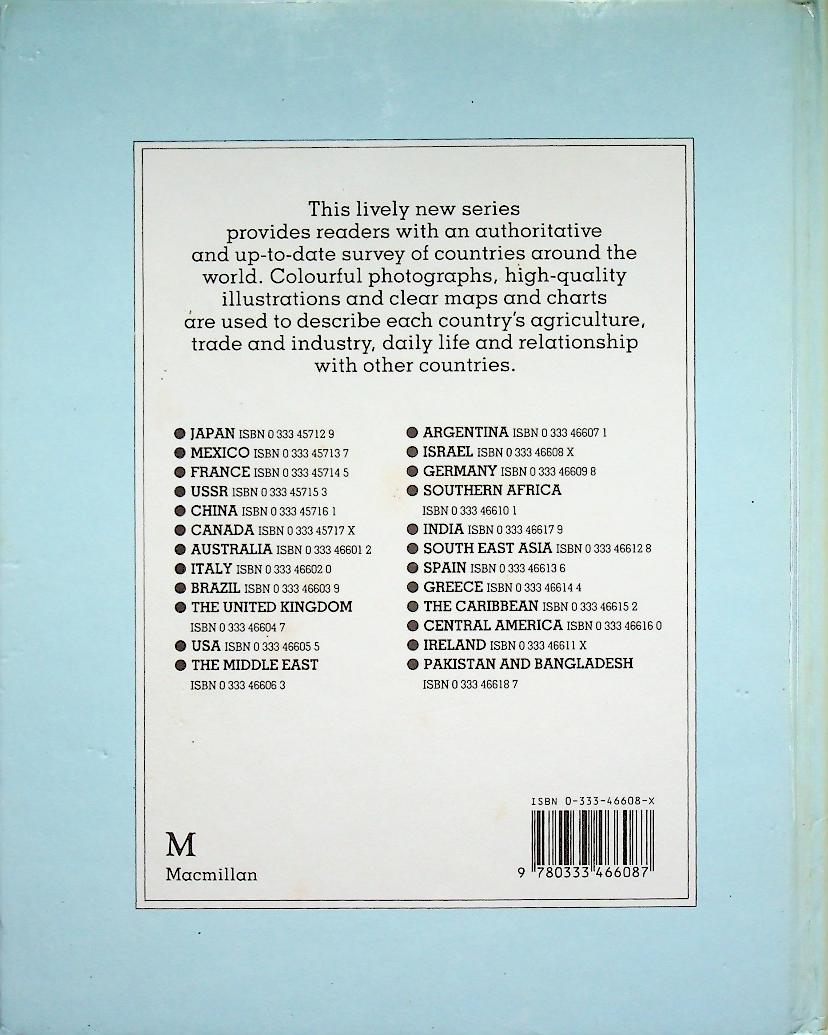 This lively new series
provides readers with an authoritative
and up-to-date survey of countries around the
world. Colourful photographs, high-quality
illustrations and clear maps and charts
are used to describe each country's agriculture,
trade and industry, daily life and relationship
with other countries.
● JAPAN ISBN 0 333 45712 9
● MEXICO ISBN 0 333 45713 7
● FRANCE ISBN 0 333 45714 5
● USSR ISBN 0 333 45715 3
● CHINA ISBN 0 333 45716 1
● CANADA ISBN 0 333 45717 X
● AUSTRALIA ISBN 0 333 46601 2
● ITALY ISBN 0 333 46602 0
● BRAZIL ISBN 0 333 46603 9
● THE UNITED KINGDOM
ISBN 0 333 46604 7
● USA ISBN 0 333 46605 5
● THE MIDDLE EAST
ISBN 0 333 46606 3
● ARGENTINA ISBN 0 333 46607 1
● ISRAEL ISBN 0 333 46608 X
● GERMANY ISBN 0 333 46609 8
● SOUTHERN AFRICA
ISBN 0 333 46610 1
● INDIA ISBN 0 333 46617 9
● SOUTH EAST ASIA ISBN 0 333 46612 8
● SPAIN ISBN 0 333 46613 6
● GREECE ISBN 0 333 46614 4
● THE CARIBBEAN ISBN 0 333 46615 2
● CENTRAL AMERICA ISBN 0 333 46616 0
● IRELAND ISBN 0 333 46611 X
● PAKISTAN AND BANGLADESH
ISBN 0 333 46618 7
M
Macmillan
ISBN 0-333-46608-X
9 780333 466087